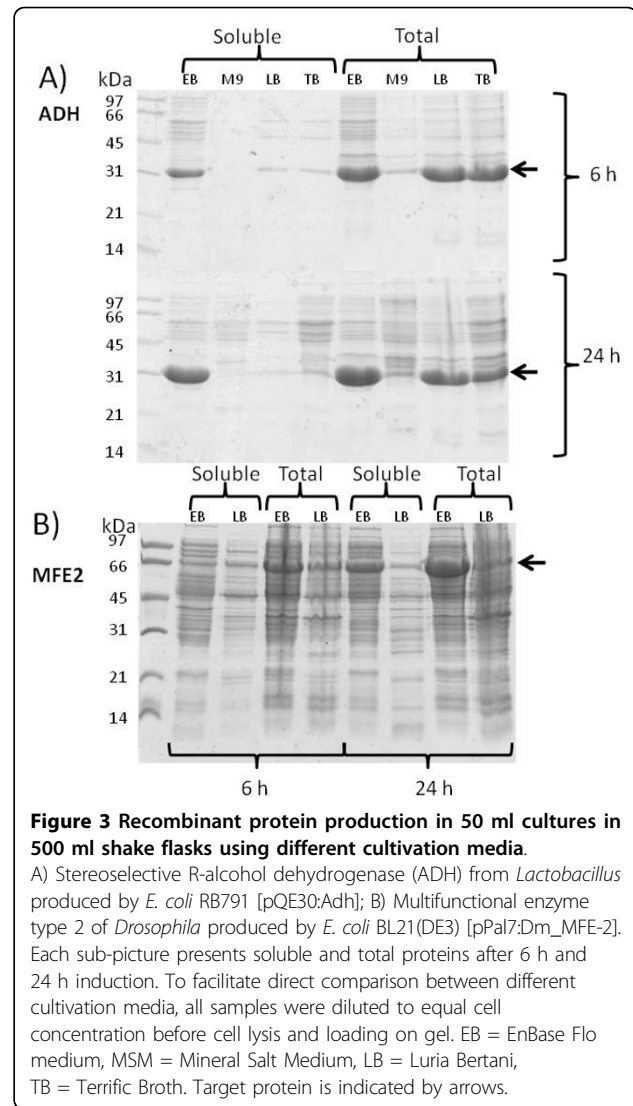 Soluble Total
A) kDa EB M9 LB TB EB M9 LB TB
ADH
97
66
45
31
21
14
6 h
97
66
45
31
21
14
24 h
Soluble Total Soluble Total
B) kDa EB LB EB LB EB LB EB LB
MFE2
97
66
45
31
21
14
6 h 24 h
Figure 3 Recombinant protein production in 50 ml cultures in
500 ml shake flasks using different cultivation media.
A) Stereoselective R-alcohol dehydrogenase (ADH) from Lactobacillus
produced by E. coli RB791 [pQE30:Adh]; B) Multifunctional enzyme
type 2 of Drosophila produced by E. coli BL21(DE3) [pPal7:Dm_MFE-2].
Each sub-picture presents soluble and total proteins after 6 h and
24 h induction. To facilitate direct comparison between different
cultivation media, all samples were diluted to equal cell
concentration before cell lysis and loading on gel. EB = EnBase Flo
medium, MSM = Mineral Salt Medium, LB = Luria Bertani,
TB = Terrific Broth. Target protein is indicated by arrows.